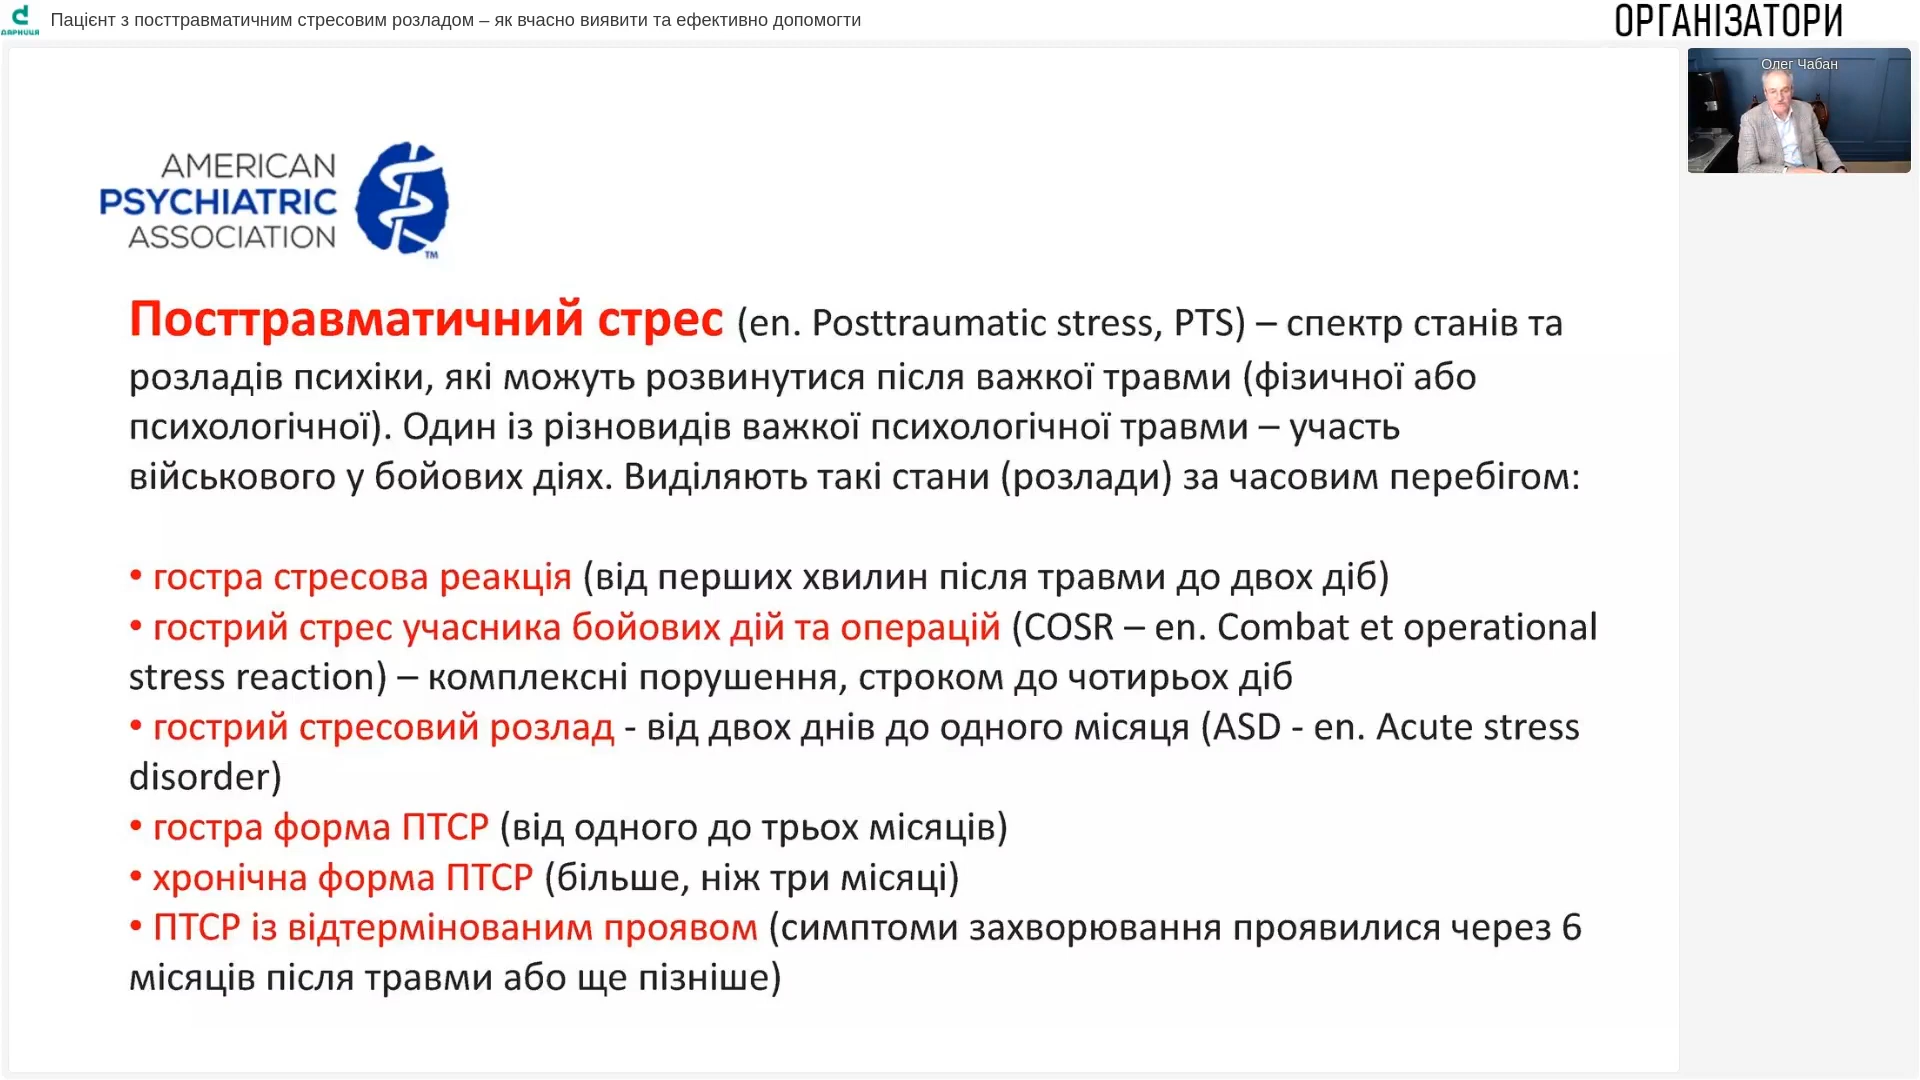 ДАРНИЦЯ
Пацієнт з посттравматичним стресовим розладом – як вчасно виявити та ефективно допомогти
ОРГАНІЗАТОРИ
Олег Чабан
AMERICAN
PSYCHIATRIC
ASSOCIATION
TM
Посттравматичний стрес (en. Posttraumatic stress, PTS) – спектр станів та
розладів психіки, які можуть розвинутися після важкої травми (фізичної або
психологічної). Один із різновидів важкої психологічної травми – участь
військового у бойових діях. Виділяють такі стани (розлади) за часовим перебігом:
• гостра стресова реакція (від перших хвилин після травми до двох діб)
• гострий стрес учасника бойових дій та операцій (COSR – en. Combat et operational
stress reaction) – комплексні порушення, строком до чотирьох діб
• гострий стресовий розлад - від двох днів до одного місяця (ASD - en. Acute stress
disorder)
• гостра форма ПТСР (від одного до трьох місяців)
• хронічна форма ПТСР (більше, ніж три місяці)
• ПТСР із відтермінованим проявом (симптоми захворювання проявилися через 6
місяців після травми або ще пізніше)